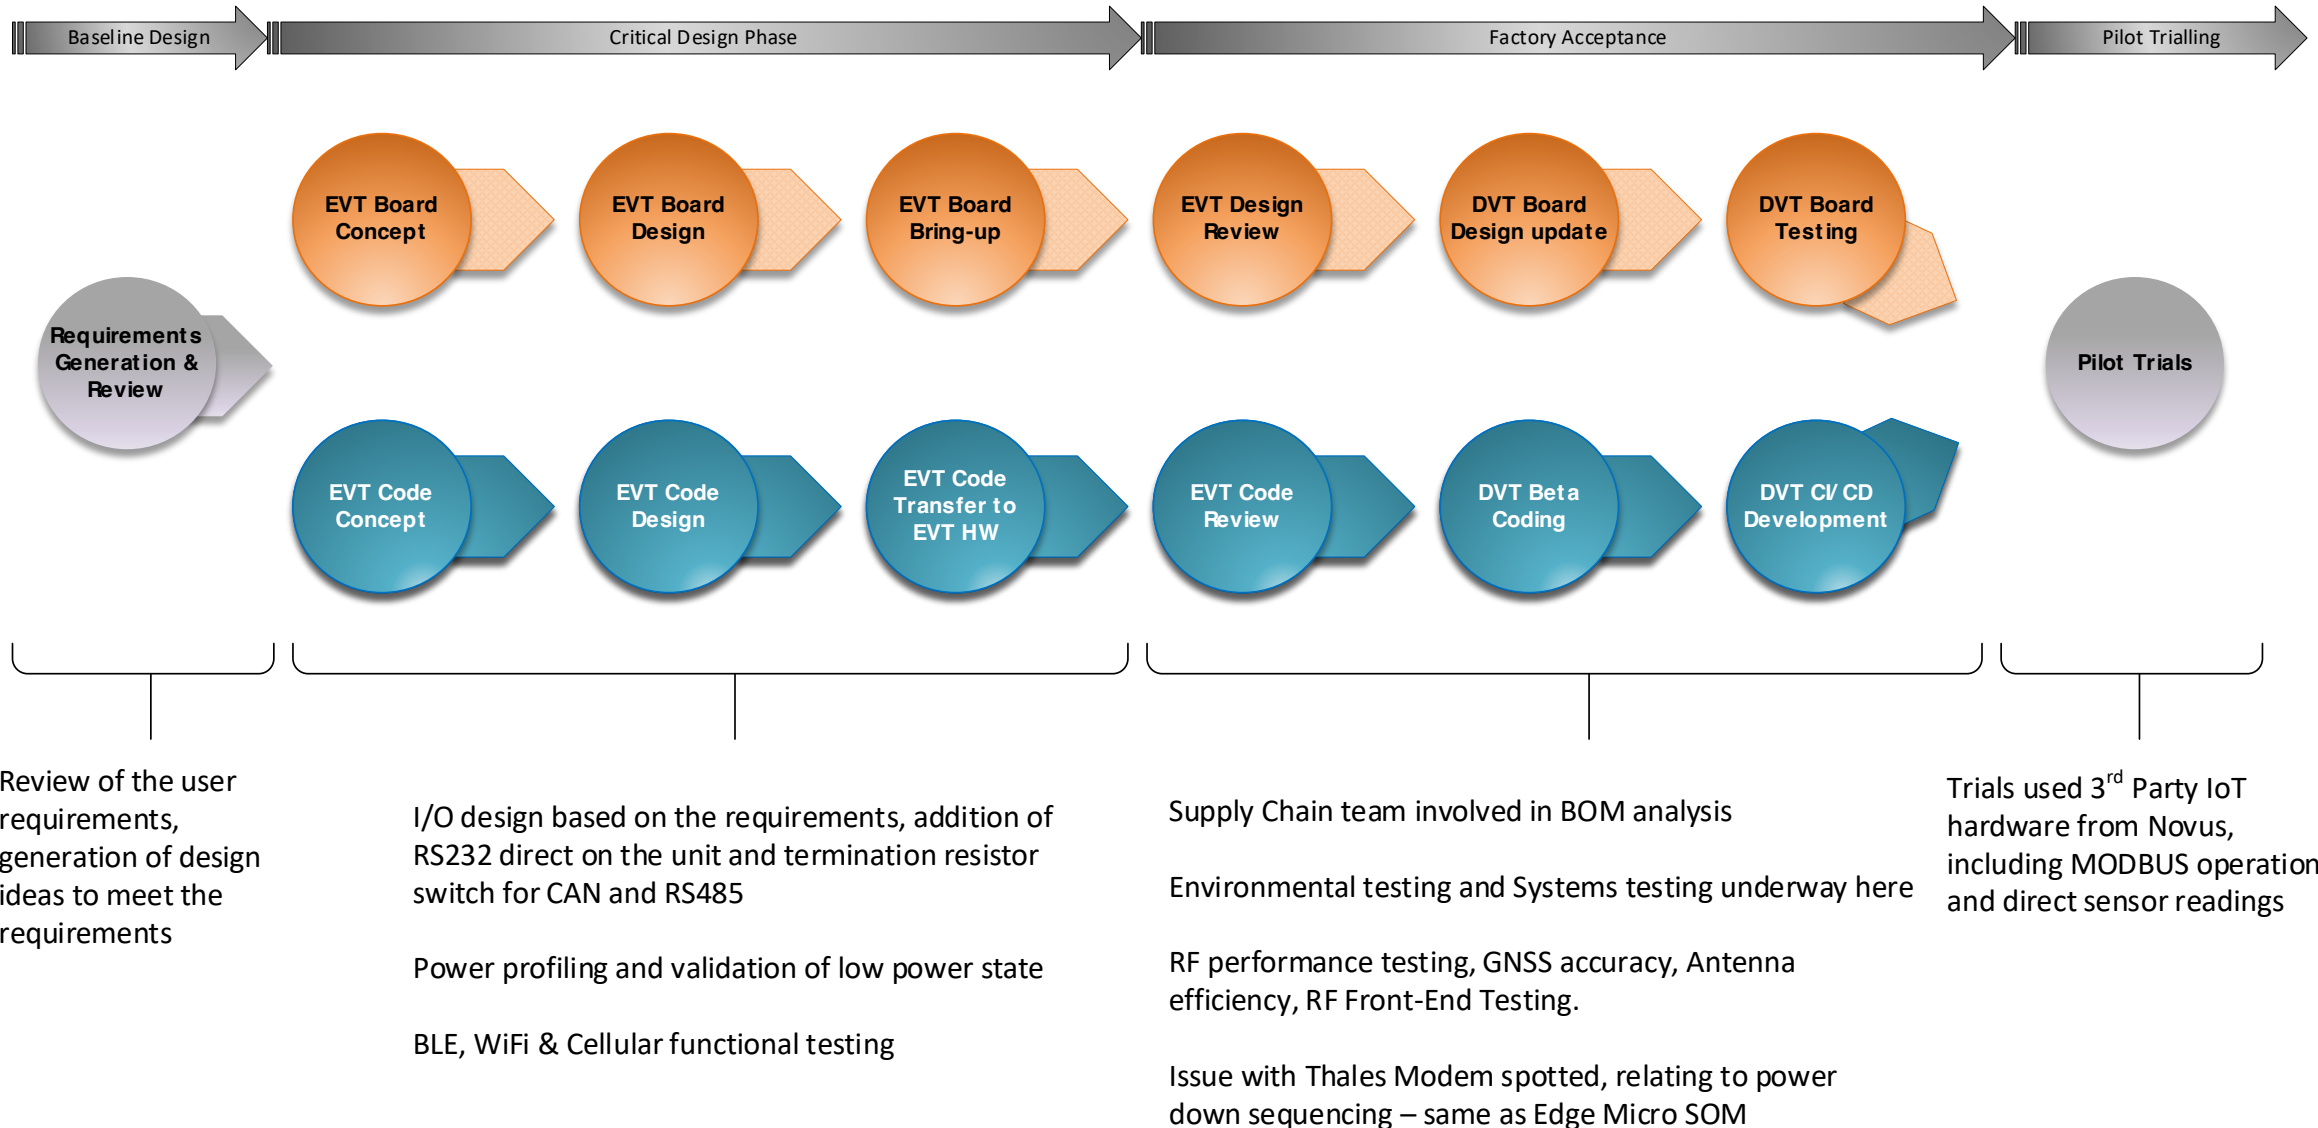 Baseline Design
Critical Design Phase
Factory Acceptance
Pilot Trialling
EVT Board
Concept
EVT Board
Design
EVT Board
Bring-up
EVT Design
Review
DVT Board
Design update
DVT Board
Testing
Requirements
Generation &
Review
Pilot Trials
EVT Code
Concept
EVT Code
Design
EVT Code
Transfer to
EVT HW
EVT Code
Review
DVT Beta
Coding
DVT CI/CD
Development
Review of the user
requirements,
generation of design
ideas to meet the
requirements
I/O design based on the requirements, addition of
RS232 direct on the unit and termination resistor
switch for CAN and RS485
Power profiling and validation of low power state
BLE, WiFi & Cellular functional testing
Supply Chain team involved in BOM analysis
Environmental testing and Systems testing underway here
RF performance testing, GNSS accuracy, Antenna
efficiency, RF Front-End Testing.
Issue with Thales Modem spotted, relating to power
down sequencing – same as Edge Micro SOM
Trials used 3rd Party IoT
hardware from Novus,
including MODBUS operation
and direct sensor readings